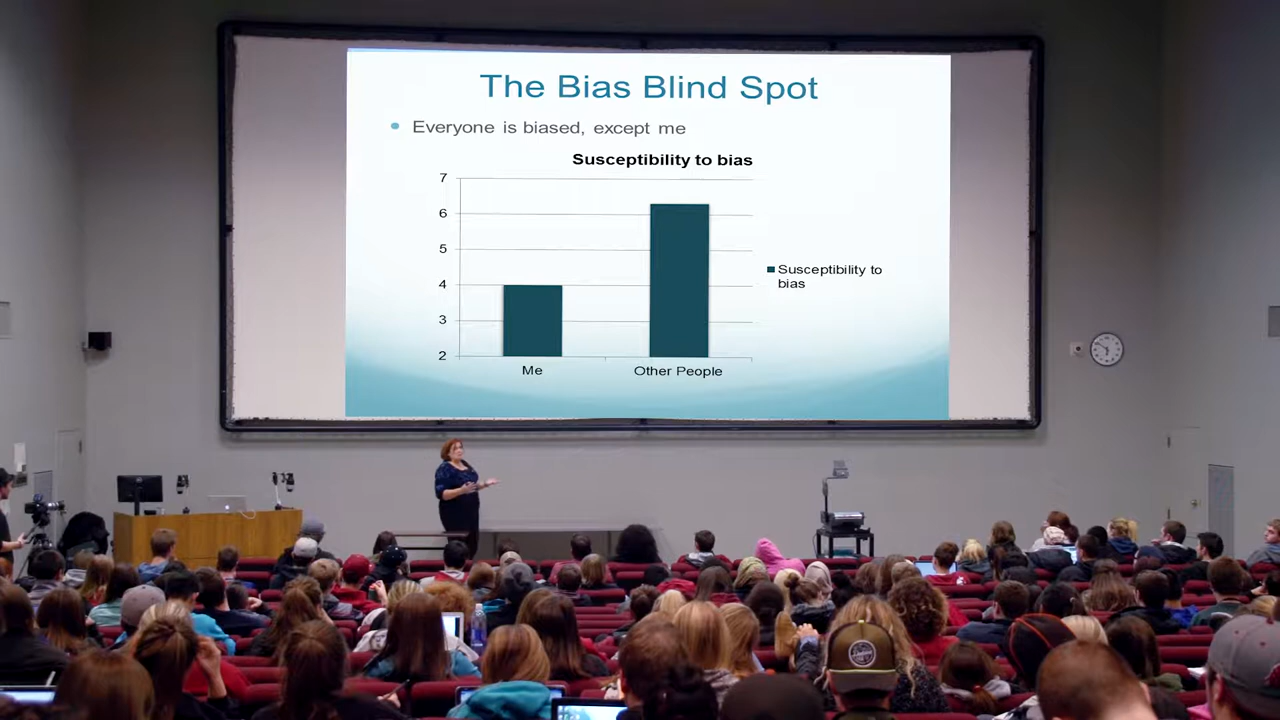 The Bias Blind Spot
Everyone is biased, except me
Susceptibility to bias
7
6
5
4
3
2
Me
Other People
Susceptibility to
bias